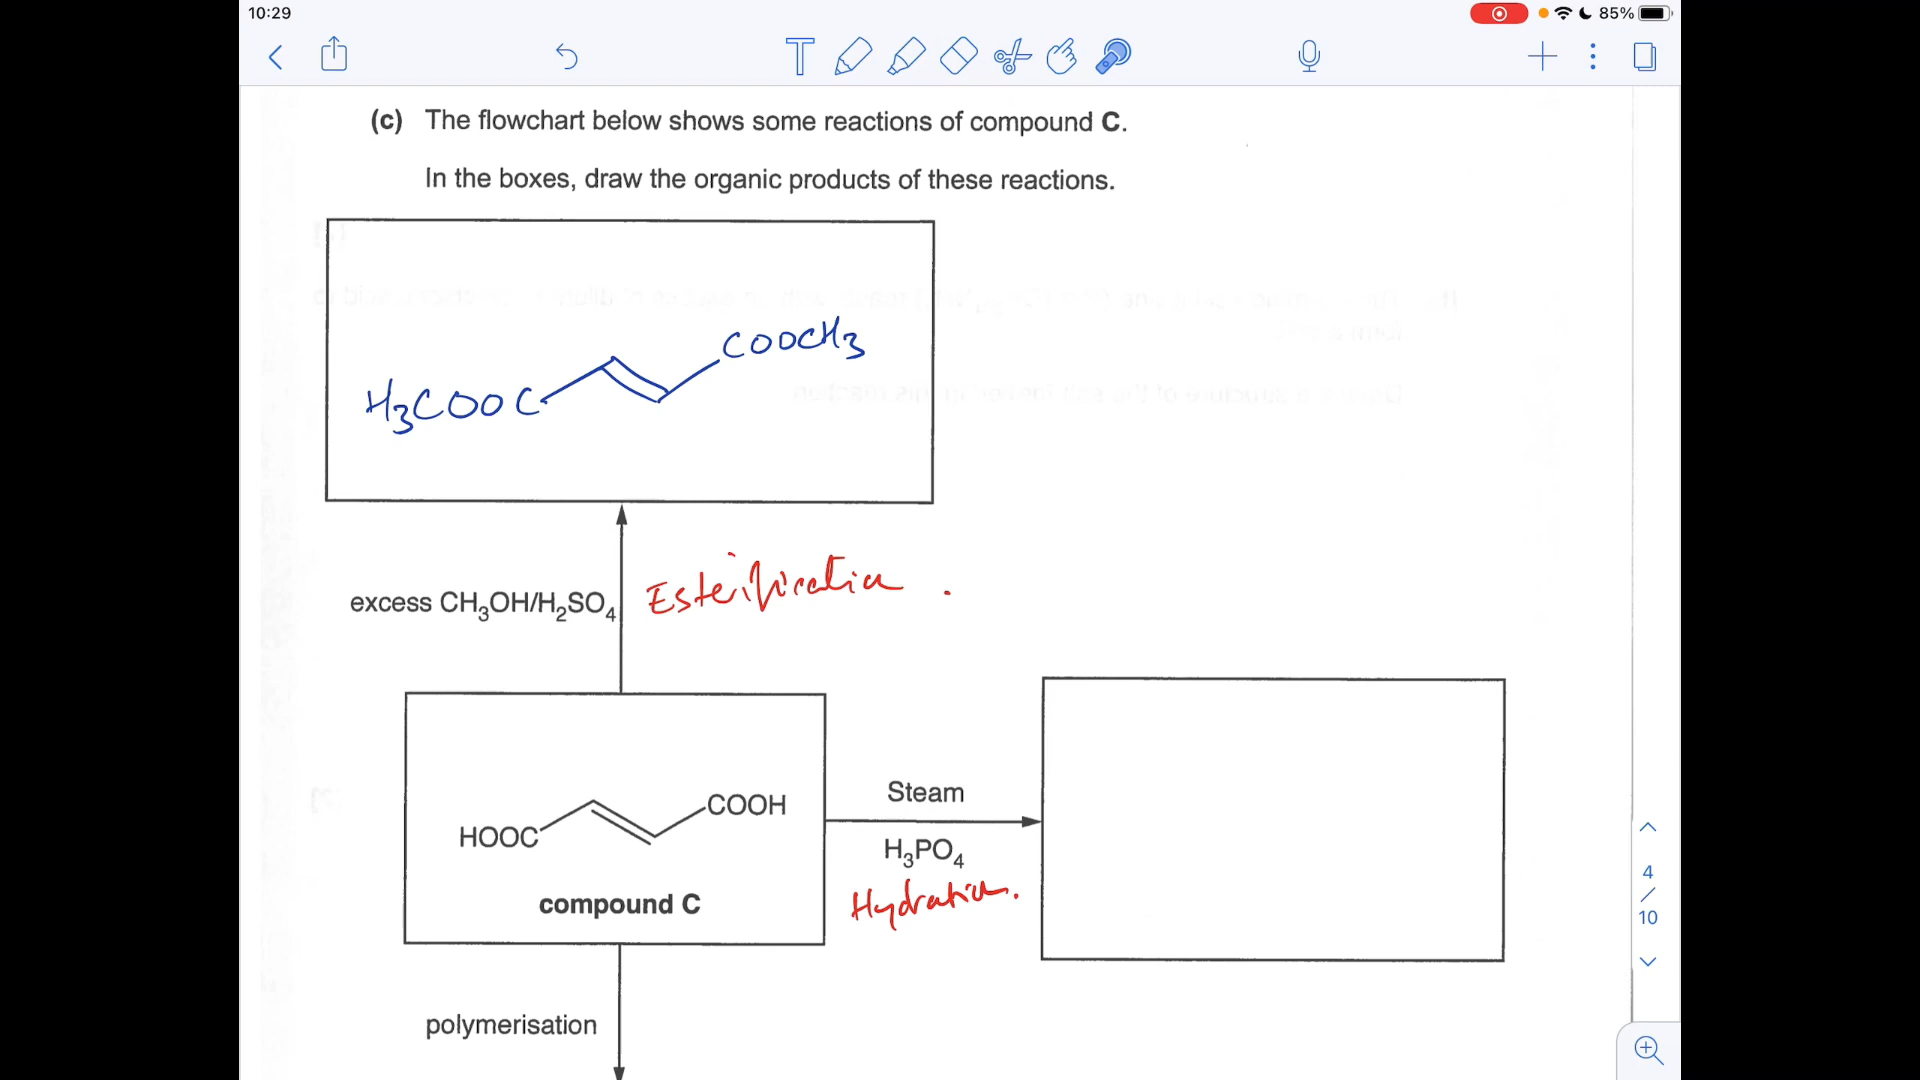 10:29
85%
(c) The flowchart below shows some reactions of compound C.
In the boxes, draw the organic products of these reactions.
COOCH3
H3COOC
excess CH3OH/H2SO4
Esterification.
Steam
H3PO4
Hydration.
HOOC
COOH
compound C
4
/
10
polymerisation